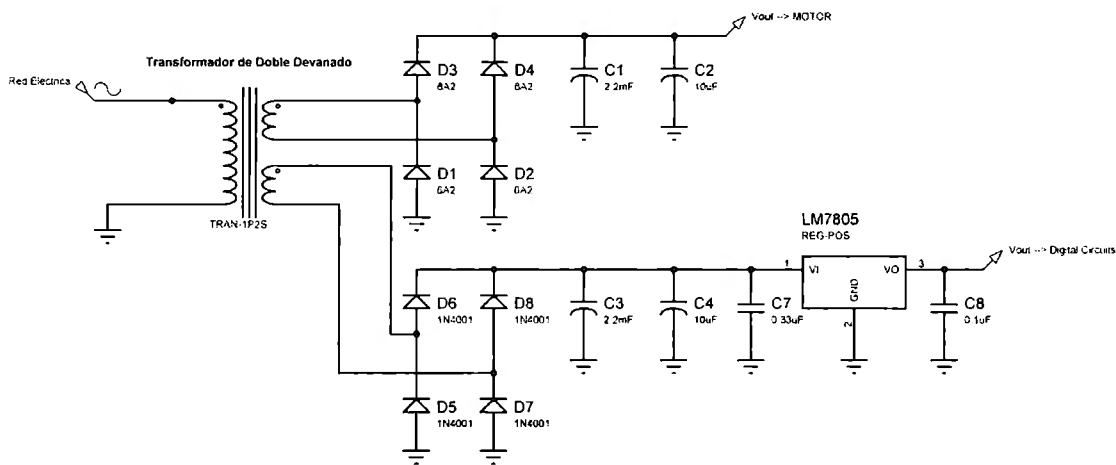 Vout --> MOTOR
Transformador de Doble Devanado
Red Electrica
D3
6A2
D4
6A2
C1
2.2mF
C2
10uF
D1
6A2
D2
6A2
TRAN-1P2S
LM7805
REG-POS
Vout --> Digital Circuits
1
VI
VO
3
GND
2
D6
1N4001
D8
1N4001
C3
2.2mF
C4
10uF
C7
0.33uF
C8
0.1uF
D5
1N4001
D7
1N4001